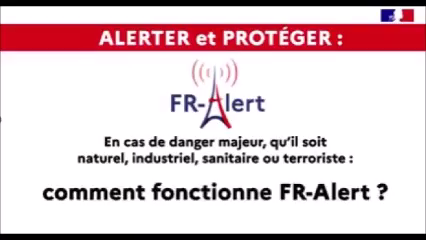 ALERTER et PROTÉGER :
FR-Alert
En cas de danger majeur, qu'il soit
naturel, industriel, sanitaire ou terroriste :
comment fonctionne FR-Alert ?